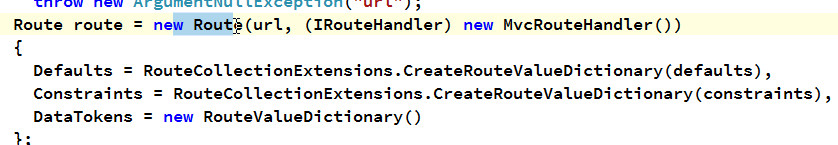 throw new ArgumentNullException("url");
Route route = new Route(url, (IRouteHandler) new MvcRouteHandler())
{
Defaults = RouteCollectionExtensions.CreateRouteValueDictionary(defaults),
Constraints = RouteCollectionExtensions.CreateRouteValueDictionary(constraints),
DataTokens = new RouteValueDictionary()
};